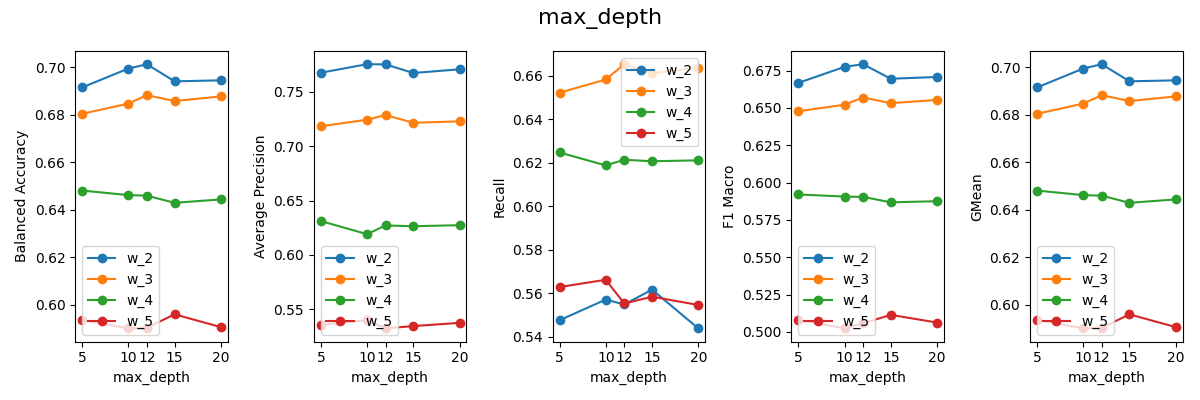 max_depth
Balanced Accuracy
0.70
0.68
0.66
0.64
0.62
0.60
w_2
w_3
w_4
w_5
5
10
12
15
20
max_depth
Average Precision
0.75
0.70
0.65
0.60
0.55
w_2
w_3
w_4
w_5
5
10
12
15
20
max_depth
Recall
0.66
0.64
0.62
0.60
0.58
0.56
0.54
w_2
w_3
w_4
w_5
5
10
12
15
20
max_depth
F1 Macro
0.675
0.650
0.625
0.600
0.575
0.550
0.525
0.500
w_2
w_3
w_4
w_5
5
10
12
15
20
max_depth
GMean
0.70
0.68
0.66
0.64
0.62
0.60
w_2
w_3
w_4
w_5
5
10
12
15
20
max_depth